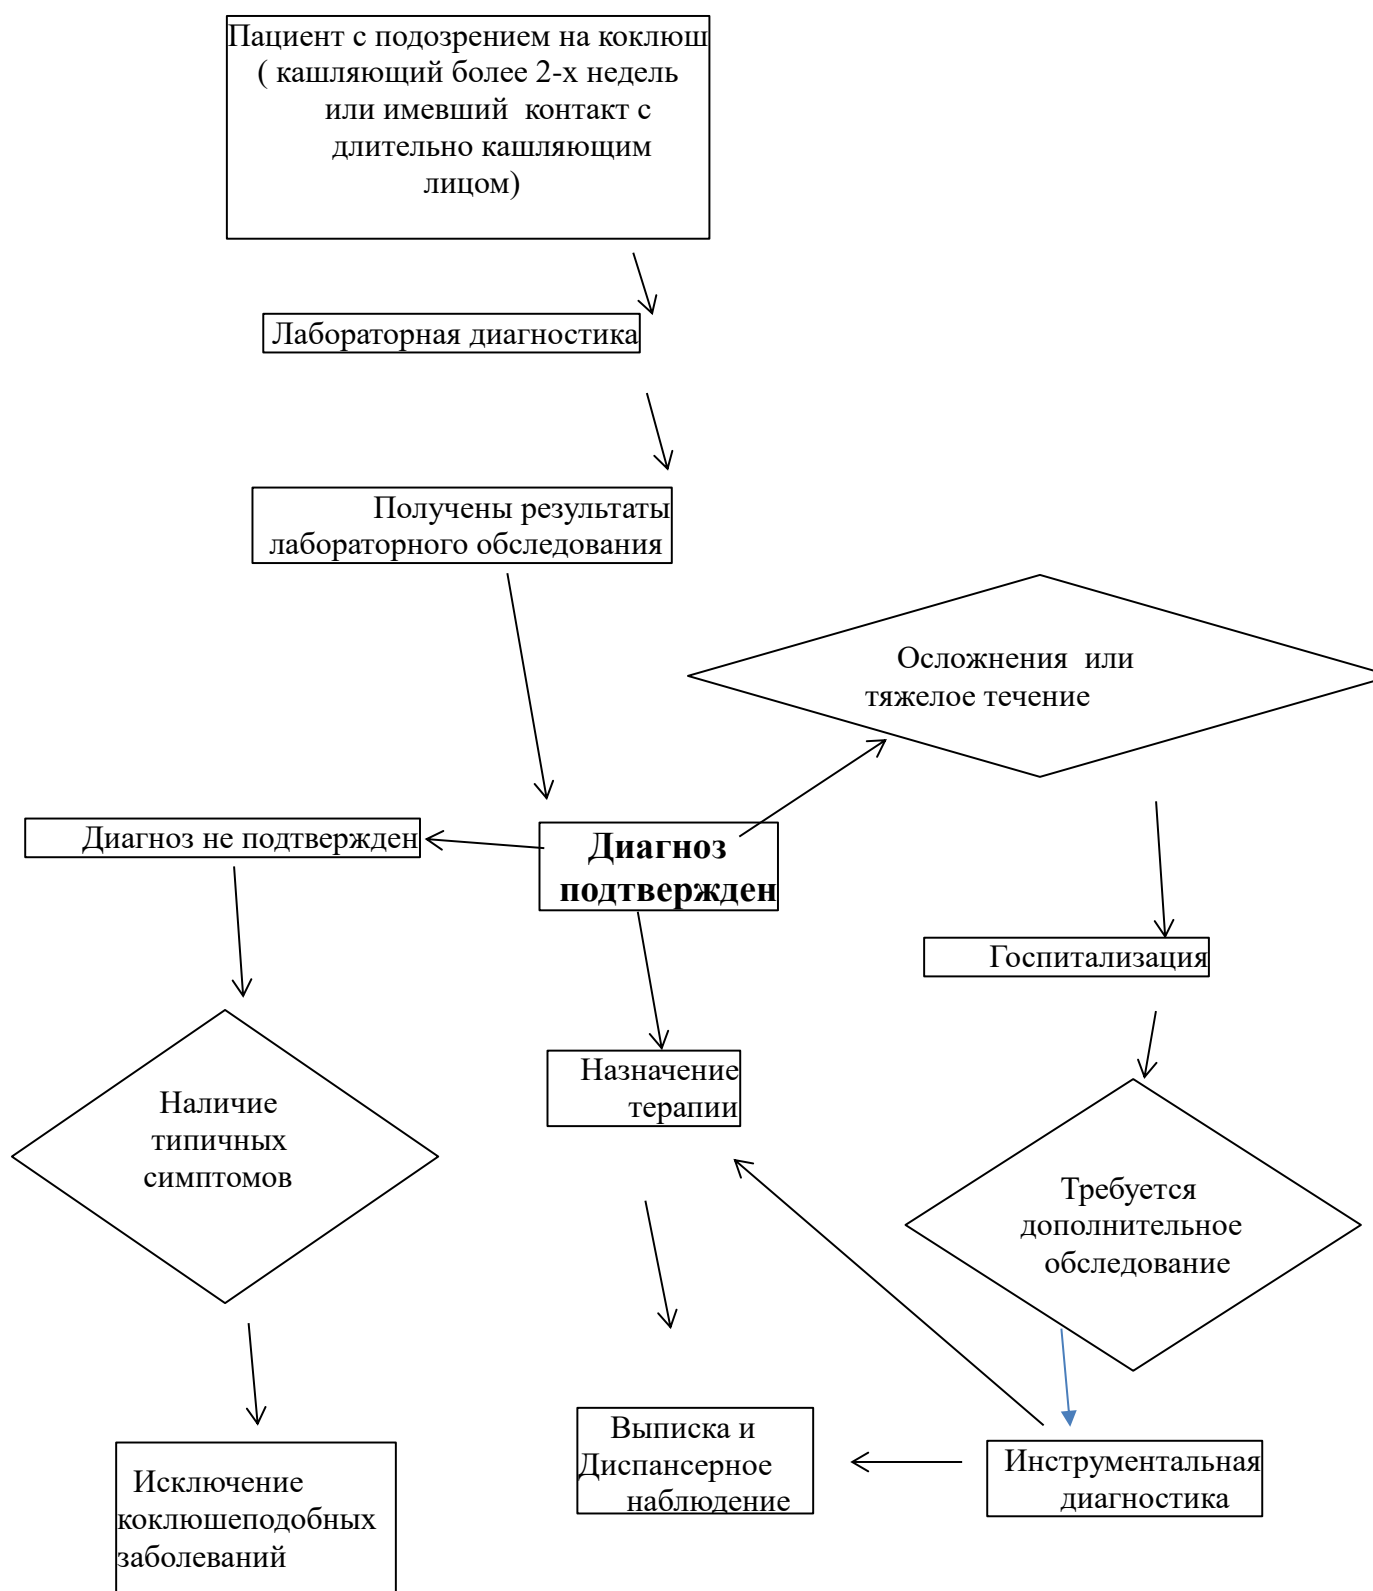 Пациент с подозрением на коклюш
( кашляющий более 2-х недель
или имевший контакт с
длительно кашляющим
лицом)
Лабораторная диагностика
Получены результаты
лабораторного обследования
Осложнения или
тяжелое течение
Диагноз не подтвержден
Диагноз
подтвержден
Госпитализация
Наличие
типичных
симптомов
Назначение
терапии
Требуется
дополнительное
обследование
Исключение
коклюшеподобных
заболеваний
Выписка и
Диспансерное
наблюдение
Инструментальная
диагностика